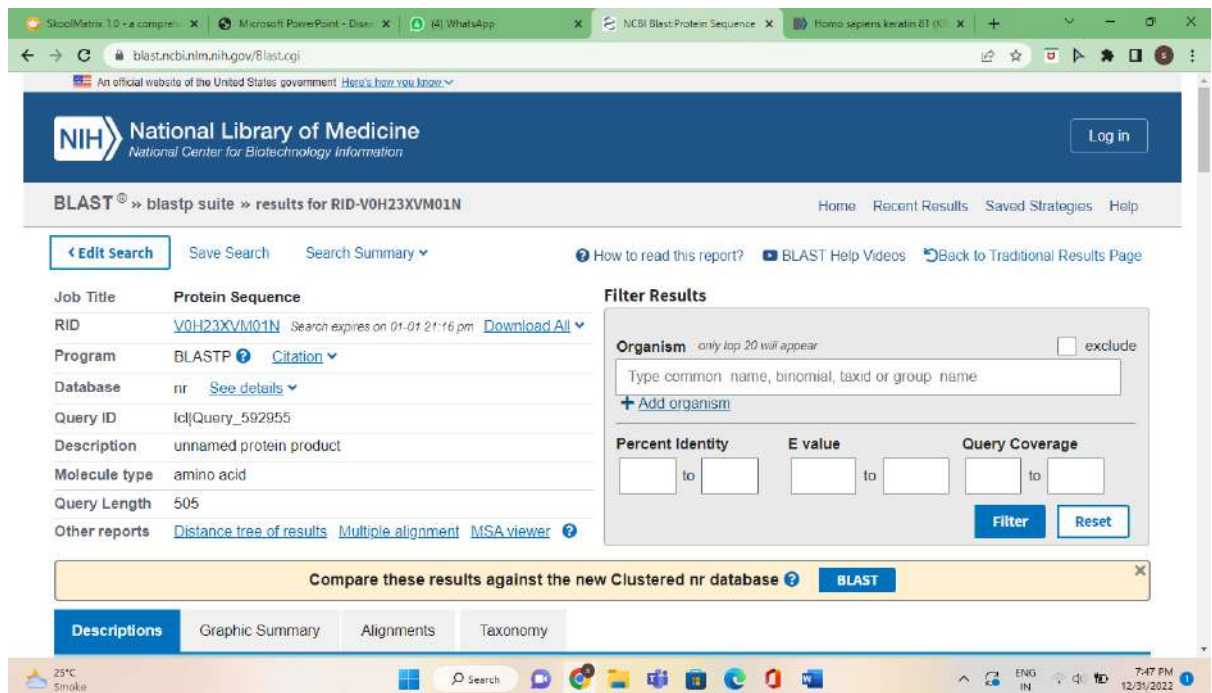 SkoolMetrix 1.0 - a compreh
Microsoft PowerPoint - Disea
(4) WhatsApp
NCBI Blast:Protein Sequence
Homo sapiens keratin 81 (K
blast.ncbi.nlm.nih.gov/Blast.cgi
An official website of the United States government Here's how you know
NIH National Library of Medicine
National Center for Biotechnology Information
Log in
BLAST ® » blastp suite » results for RID-V0H23XVM01N
Home Recent Results Saved Strategies Help
< Edit Search Save Search Search Summary
How to read this report? BLAST Help Videos Back to Traditional Results Page
Job Title Protein Sequence
RID V0H23XVM01N Search expires on 01-01 21:16 pm Download All
Program BLASTP Citation
Database nr See details
Query ID lcl|Query_592955
Description unnamed protein product
Molecule type amino acid
Query Length 505
Other reports Distance tree of results Multiple alignment MSA viewer
Filter Results
Organism only top 20 will appear exclude
Type common name, binomial, taxid or group name
+ Add organism
Percent Identity E value Query Coverage
to to to
Filter Reset
Compare these results against the new Clustered nr database BLAST
Descriptions Graphic Summary Alignments Taxonomy
25°C
Smoke
Search
ENG
IN
7:47 PM
12/31/2022
1